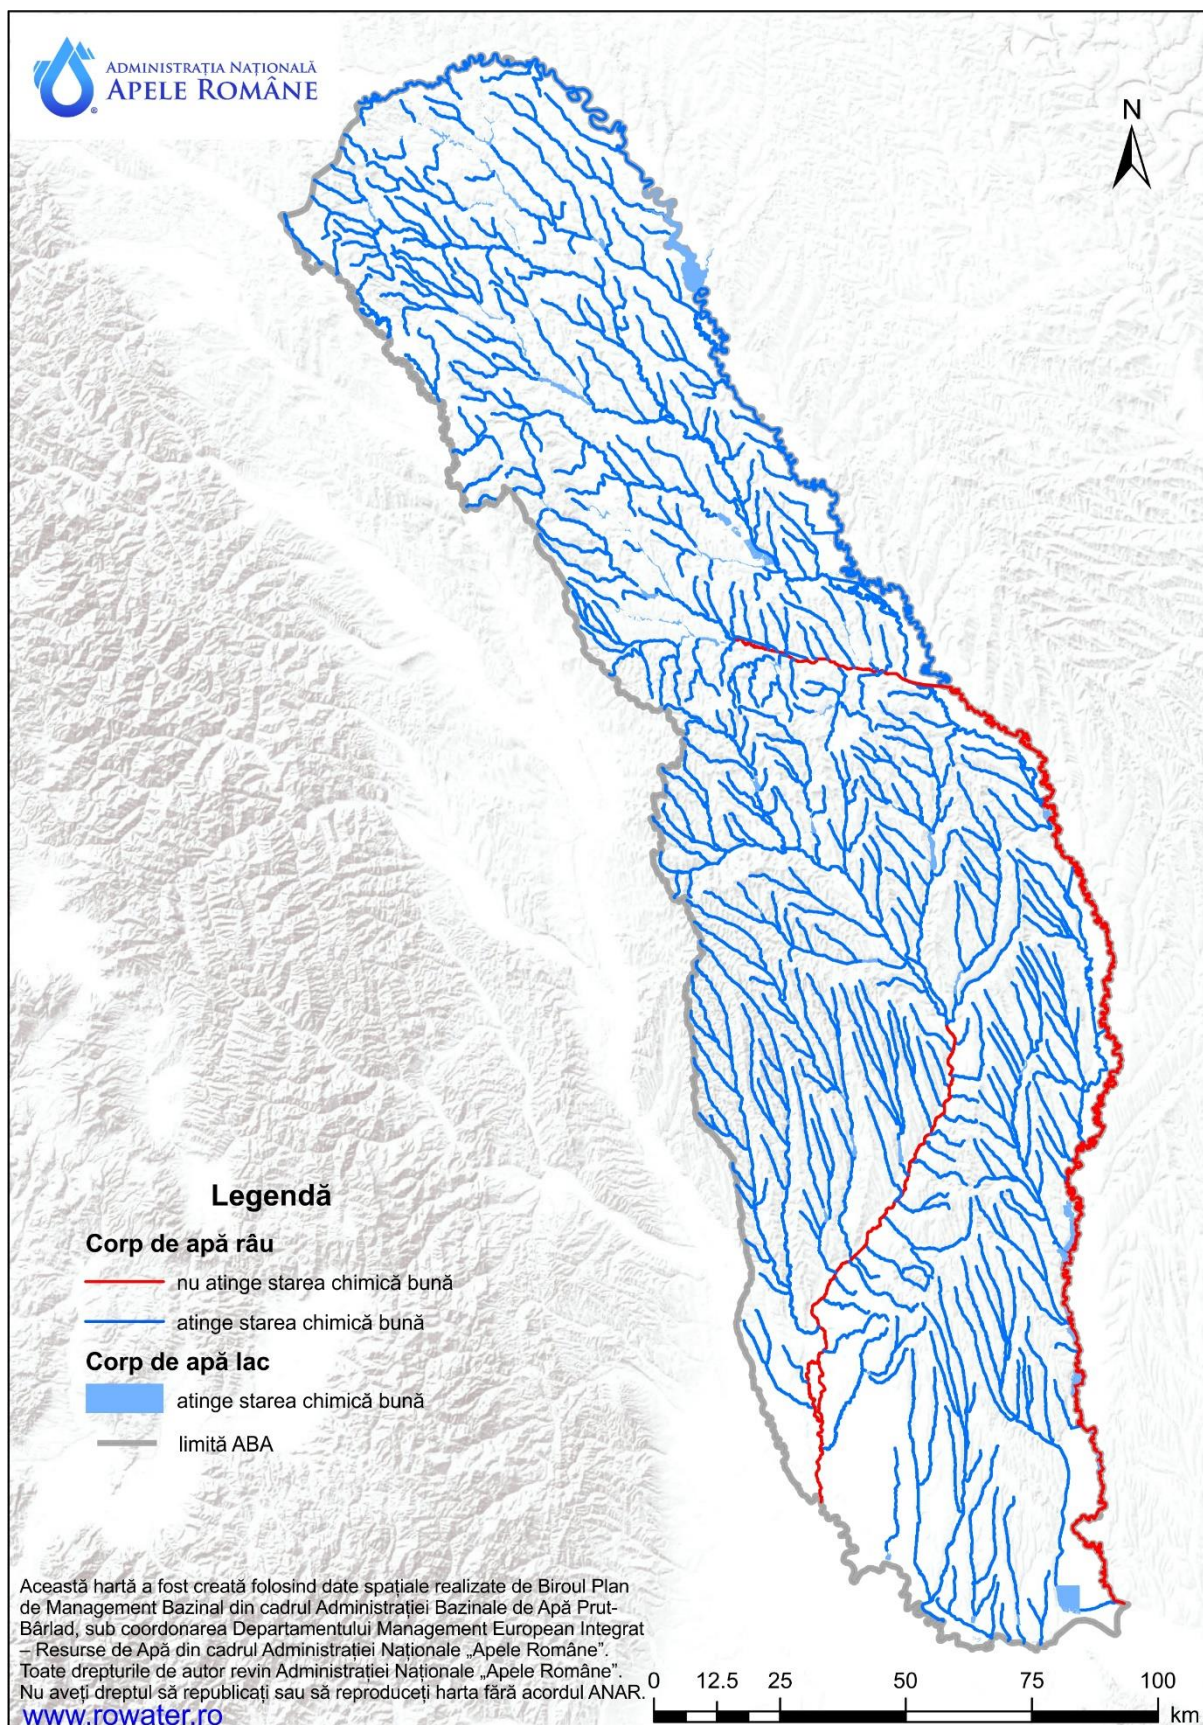 ADMINISTRAȚIA NAȚIONALĂ
APELE ROMÂNE
®
N
Legendă
Corp de apă râu
nu atinge starea chimică bună
atinge starea chimică bună
Corp de apă lac
atinge starea chimică bună
limită ABA
Această hartă a fost creată folosind date spațiale realizate de Biroul Plan
de Management Bazinal din cadrul Administrației Bazinale de Apă Prut-
Bârlad, sub coordonarea Departamentului Management European Integrat
– Resurse de Apă din cadrul Administrației Naționale „Apele Române”.
Toate drepturile de autor revin Administrației Naționale „Apele Române”.
Nu aveți dreptul să republicați sau să reproduceți harta fără acordul ANAR.
www.rowater.ro
0 12.5 25 50 75 100
km